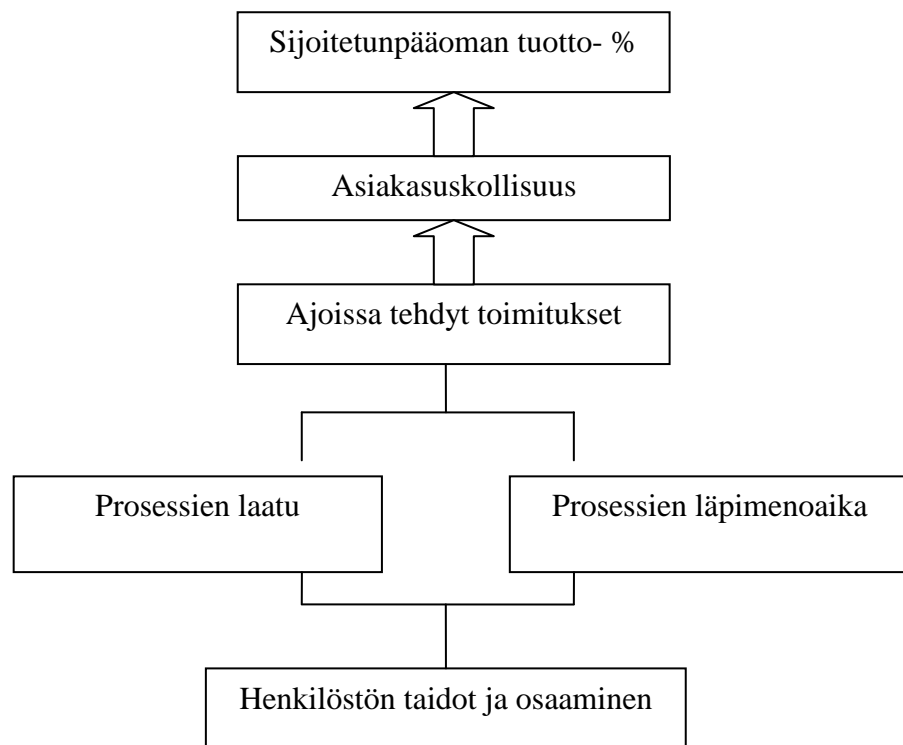 Sijoitetunpääoman tuotto- %
Asiakasuskollisuus
Ajoissa tehdyt toimitukset
Prosessien laatu
Prosessien läpimenoaika
Henkilöstön taidot ja osaaminen